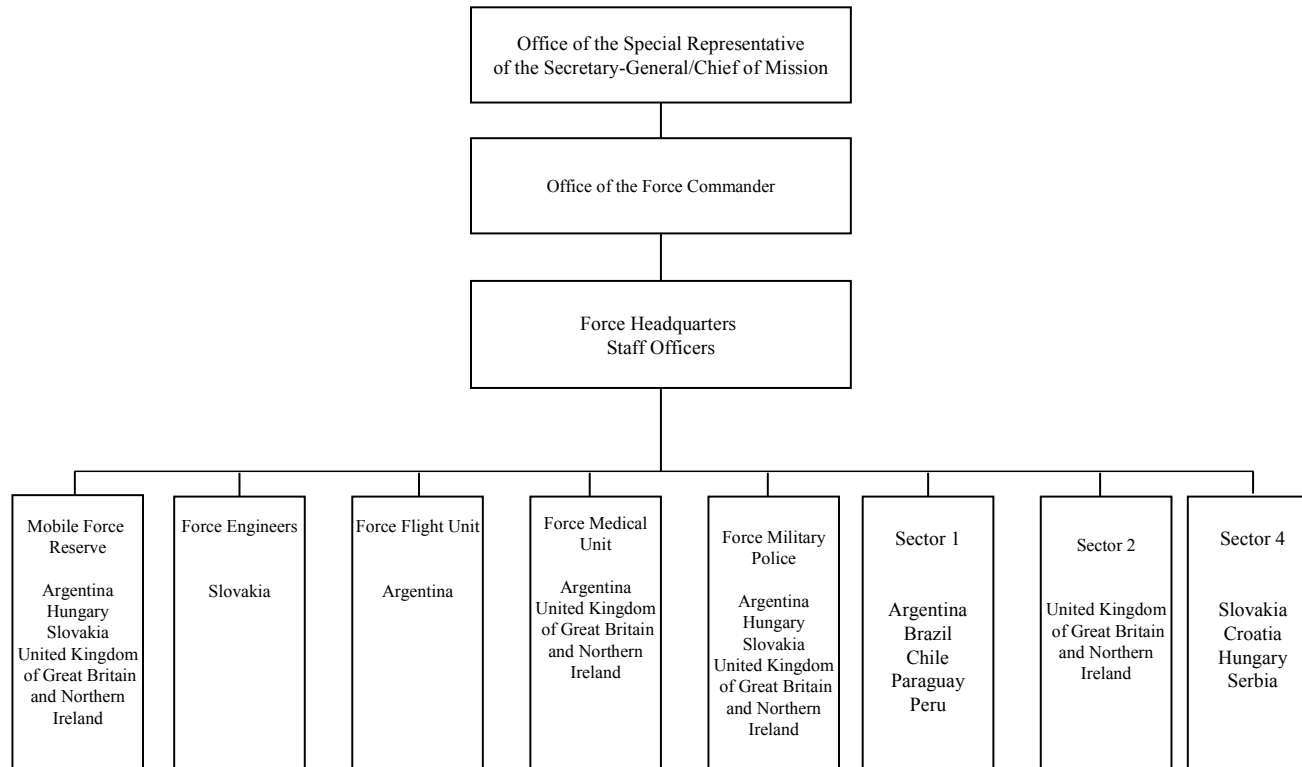 Office of the Special Representative
of the Secretary-General/Chief of Mission
Office of the Force Commander
Force Headquarters
Staff Officers
Mobile Force
Reserve
Argentina
Hungary
Slovakia
United Kingdom
of Great Britain
and Northern
Ireland
Force Engineers
Slovakia
Force Flight Unit
Argentina
Force Medical
Unit
Argentina
United Kingdom
of Great Britain
and Northern
Ireland
Force Military
Police
Argentina
Hungary
Slovakia
United Kingdom
of Great Britain
and Northern
Ireland
Sector 1
Argentina
Brazil
Chile
Paraguay
Peru
Sector 2
United Kingdom
of Great Britain
and Northern
Ireland
Sector 4
Slovakia
Croatia
Hungary
Serbia